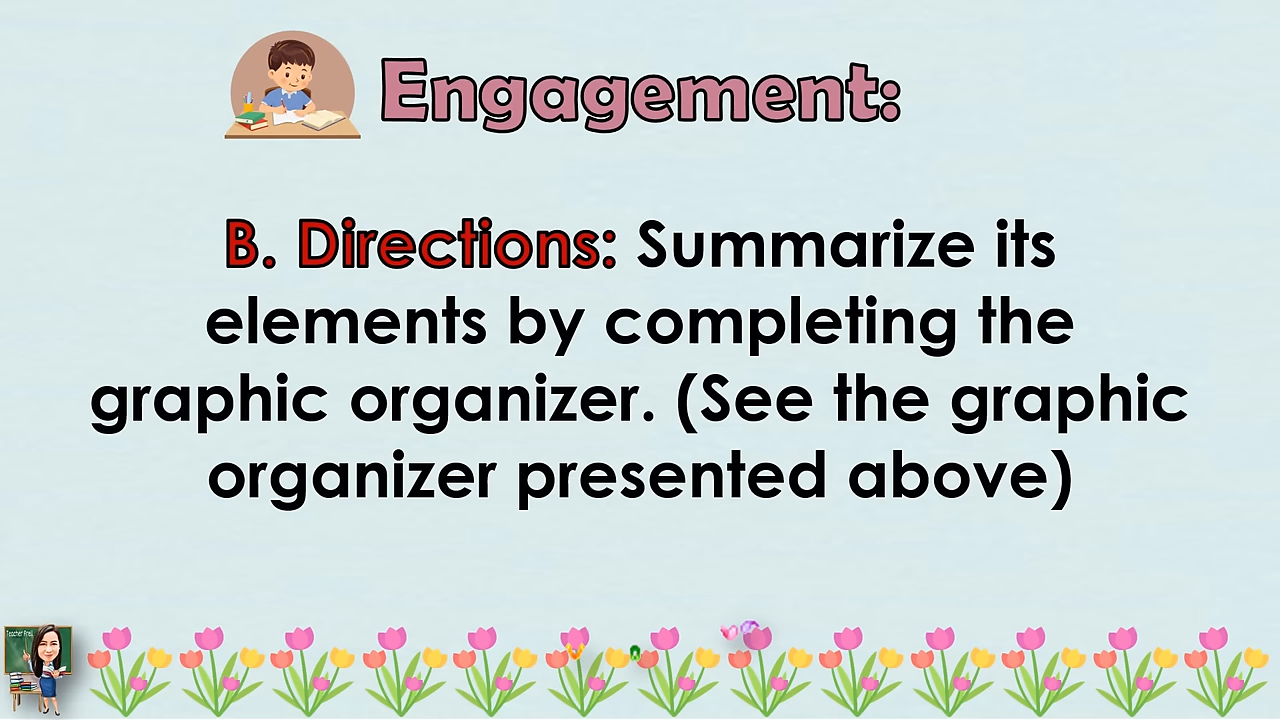 Engagement:
B. Directions: Summarize its
elements by completing the
graphic organizer. (See the graphic
organizer presented above)